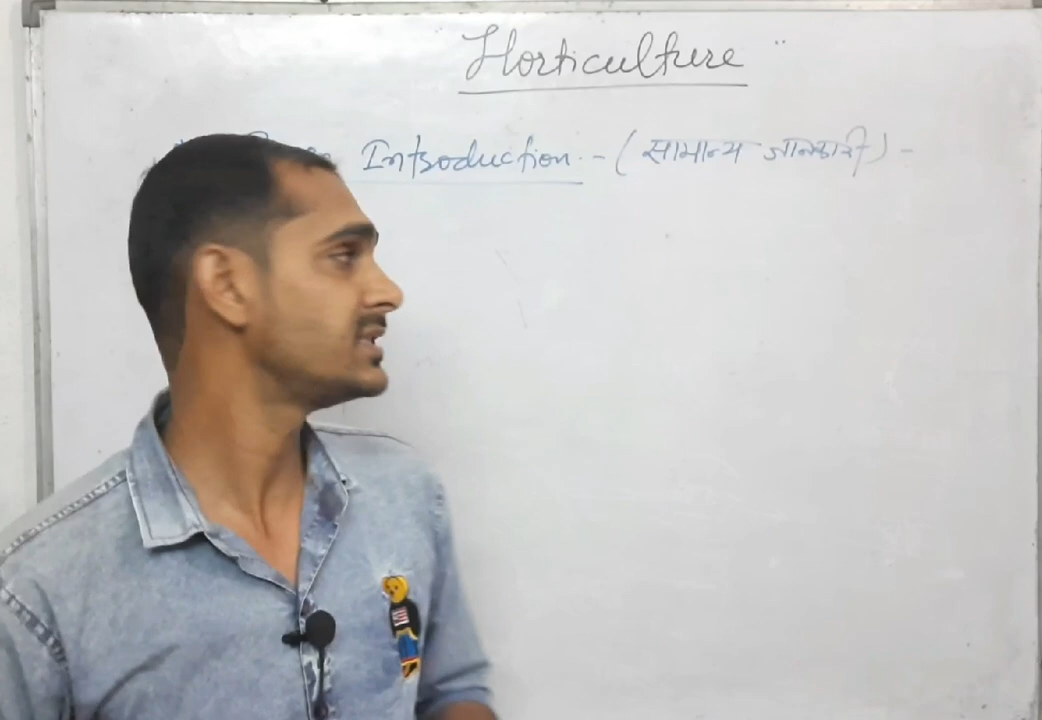 Horticulture
Introduction :- (सामान्य जानकारी) -